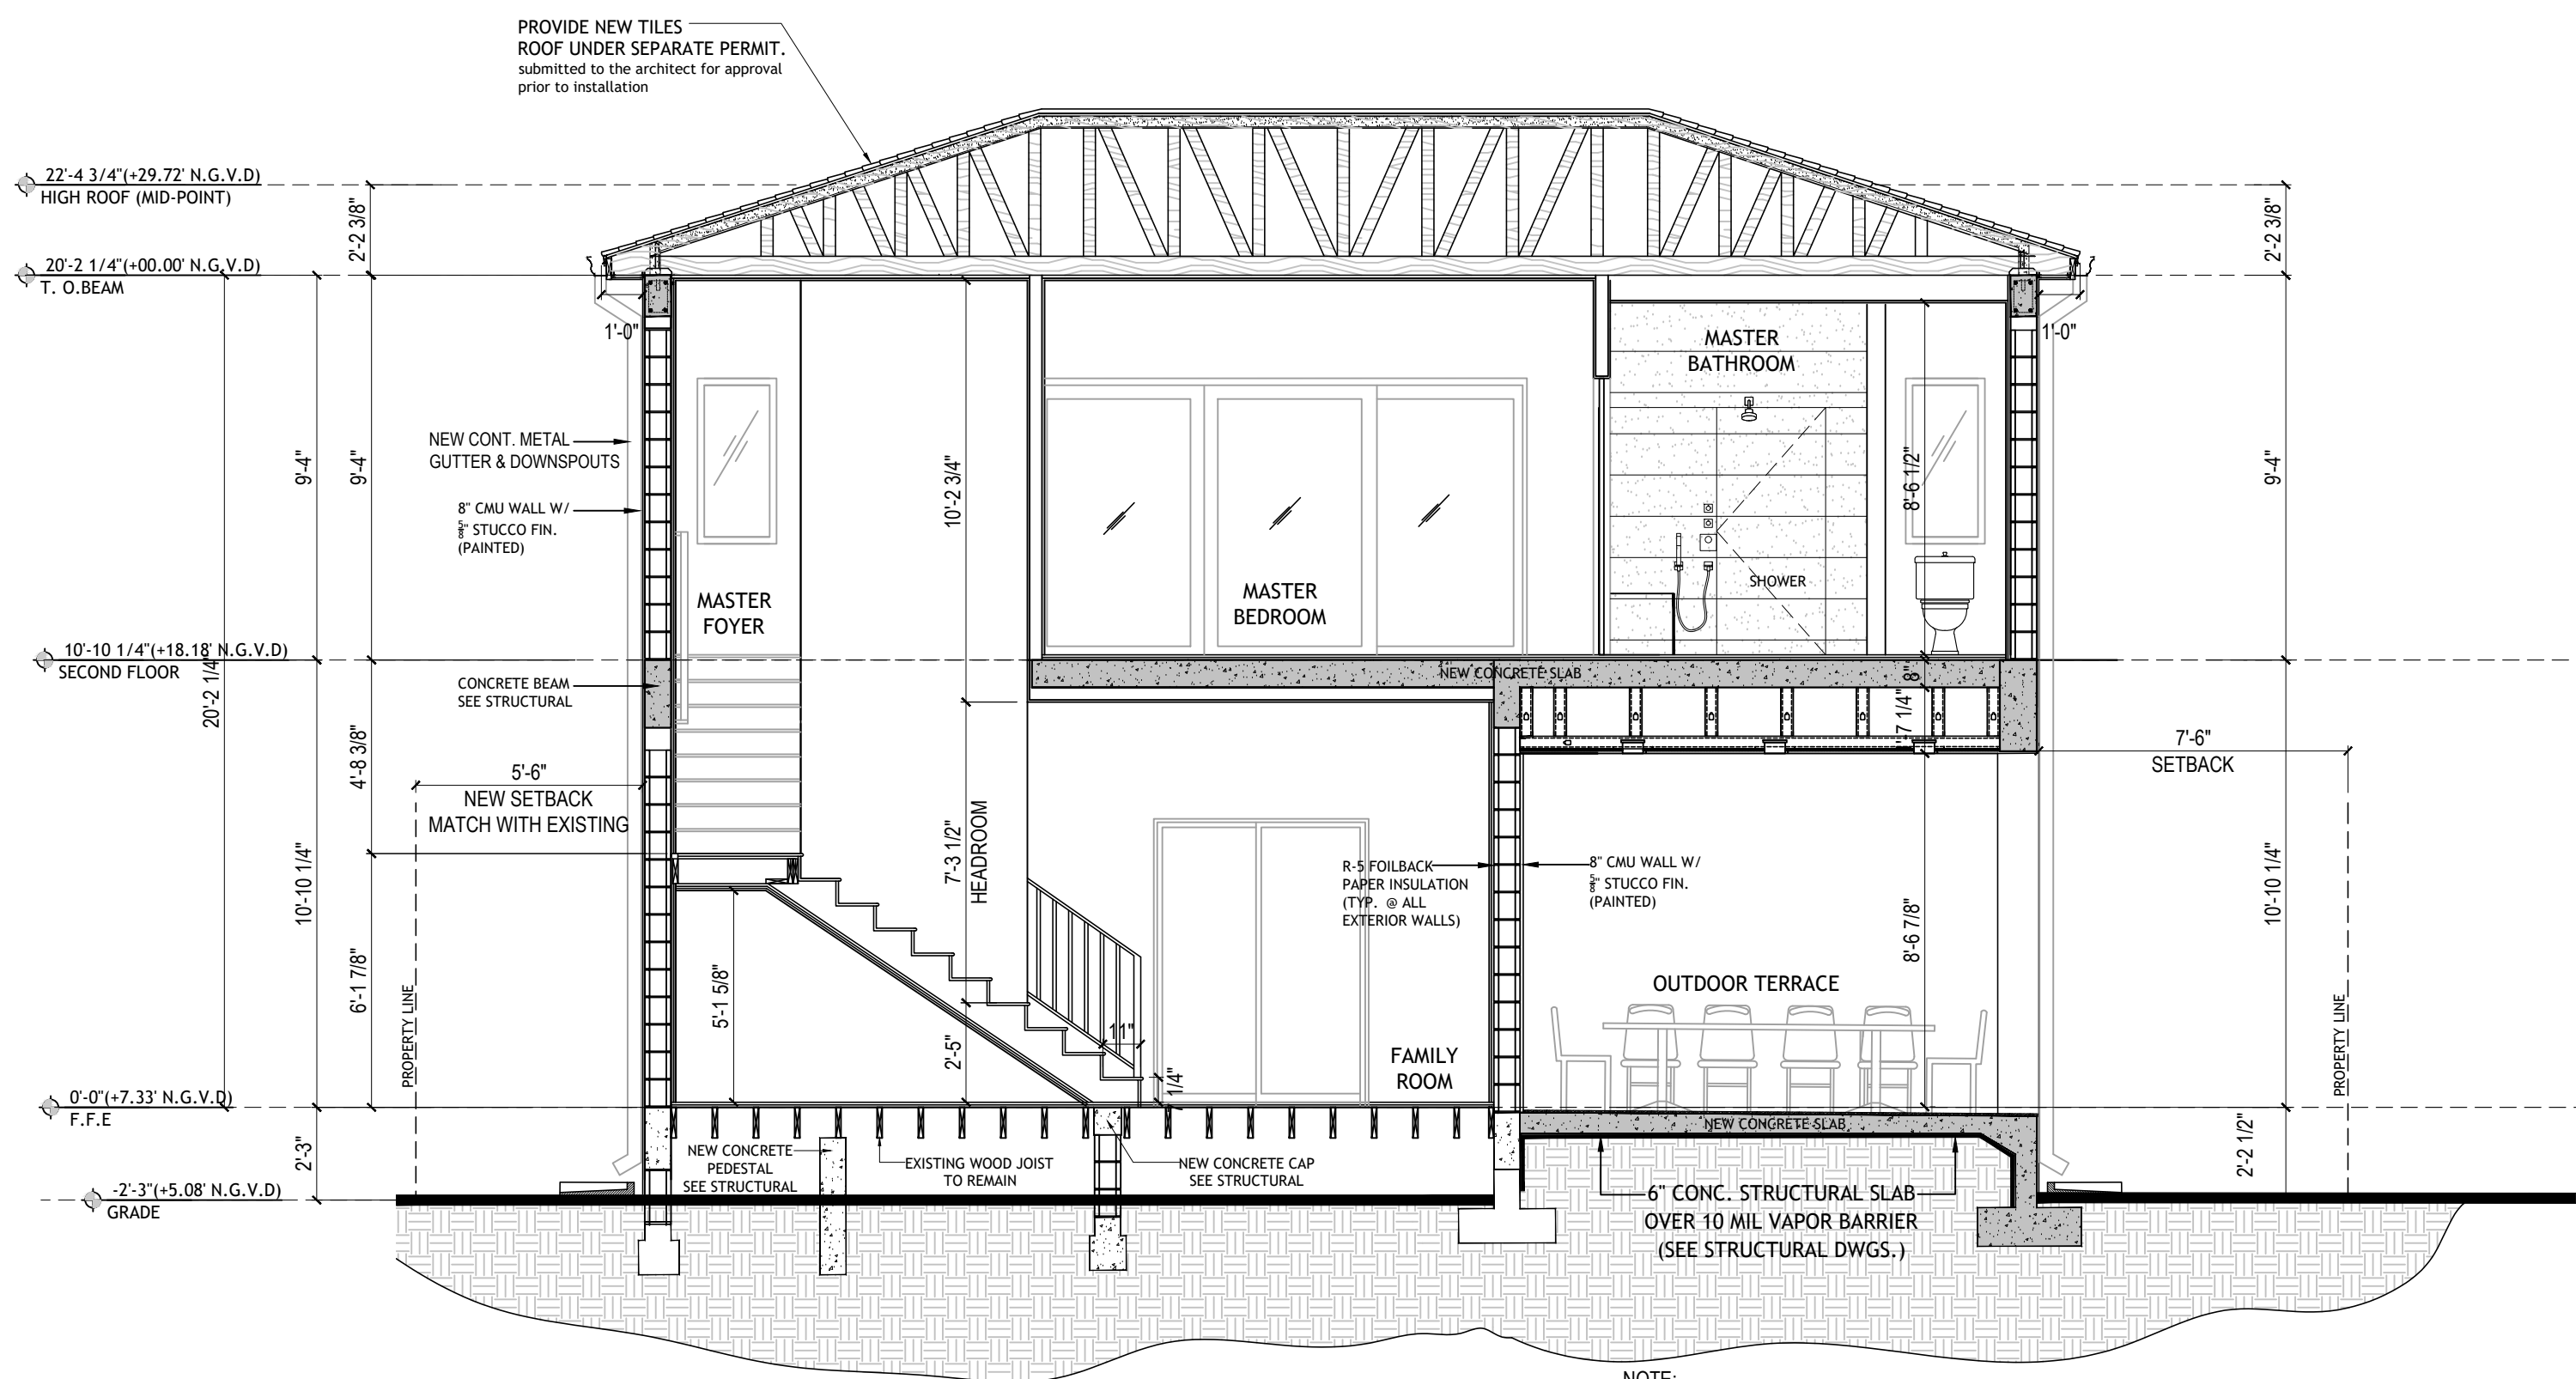 PROVIDE NEW TILES
ROOF UNDER SEPARATE PERMIT.
submitted to the architect for approval
prior to installation
22'-4 3/4"(+29.72' N.G.V.D)
HIGH ROOF (MID-POINT)
2'-2 3/8"
2'-2 3/8"
20'-2 1/4"(+00.00' N.G.V.D)
T. O.BEAM
1'-0"
1'-0"
MASTER
BATHROOM
NEW CONT. METAL
GUTTER & DOWNSPOUTS
9'-4"
9'-4"
10'-2 3/4"
8'-6 1/2"
9'-4"
8" CMU WALL W/
5/8" STUCCO FIN.
(PAINTED)
SHOWER
MASTER
FOYER
MASTER
BEDROOM
10'-10 1/4"(+18.18' N.G.V.D)
SECOND FLOOR
20'-2 1/4"
CONCRETE BEAM
SEE STRUCTURAL
NEW CONCRETE SLAB
8"
7 1/4"
4'-8 3/8"
5'-6"
NEW SETBACK
MATCH WITH EXISTING
7'-6"
SETBACK
10'-10 1/4"
7'-3 1/2"
HEADROOM
R-5 FOILBACK
PAPER INSULATION
(TYP. @ ALL
EXTERIOR WALLS)
8" CMU WALL W/
5/8" STUCCO FIN.
(PAINTED)
8'-6 7/8"
10'-10 1/4"
6'-1 7/8"
5'-1 5/8"
OUTDOOR TERRACE
PROPERTY LINE
PROPERTY LINE
2'-5"
11"
1/4"
FAMILY
ROOM
0'-0"(+7.33' N.G.V.D)
F.F.E
2'-3"
NEW CONCRETE SLAB
2'-2 1/2"
NEW CONCRETE
PEDESTAL
SEE STRUCTURAL
EXISTING WOOD JOIST
TO REMAIN
NEW CONCRETE CAP
SEE STRUCTURAL
-2'-3"(+5.08' N.G.V.D)
GRADE
6" CONC. STRUCTURAL SLAB
OVER 10 MIL VAPOR BARRIER
(SEE STRUCTURAL DWGS.)
NOTE: